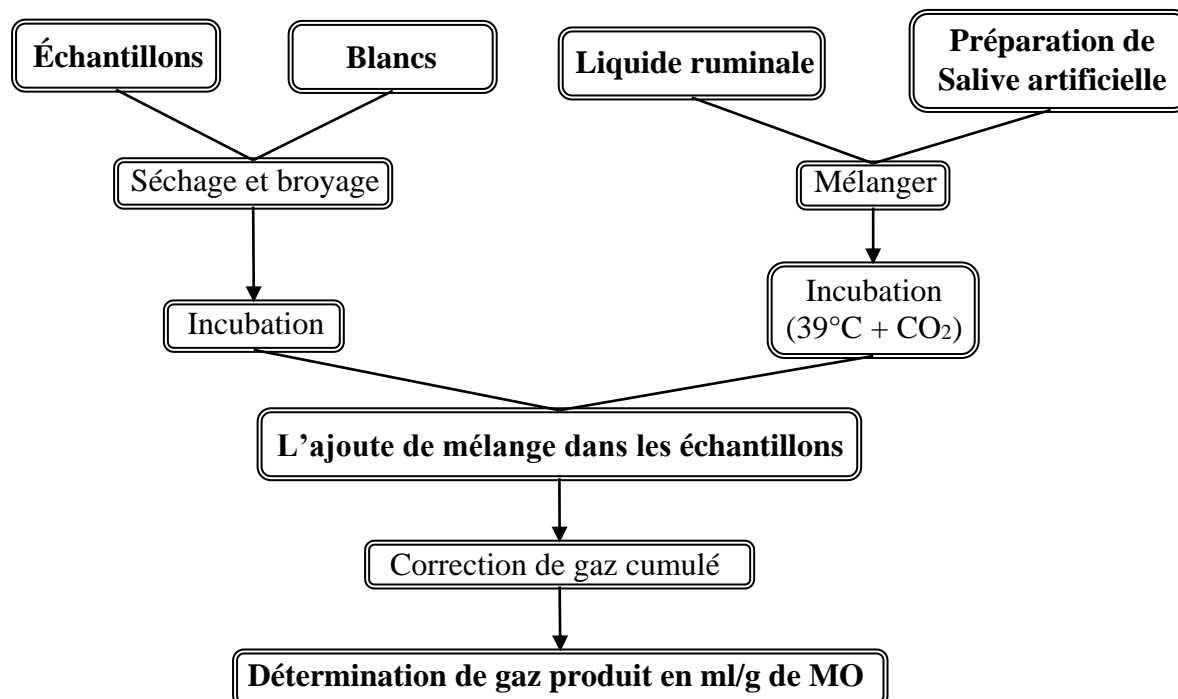 Échantillons
Blancs
Liquide ruminale
Préparation de
Salive artificielle
Séchage et broyage
Mélanger
Incubation
Incubation
(39°C + CO₂)
L'ajoute de mélange dans les échantillons
Correction de gaz cumulé
Détermination de gaz produit en ml/g de MO